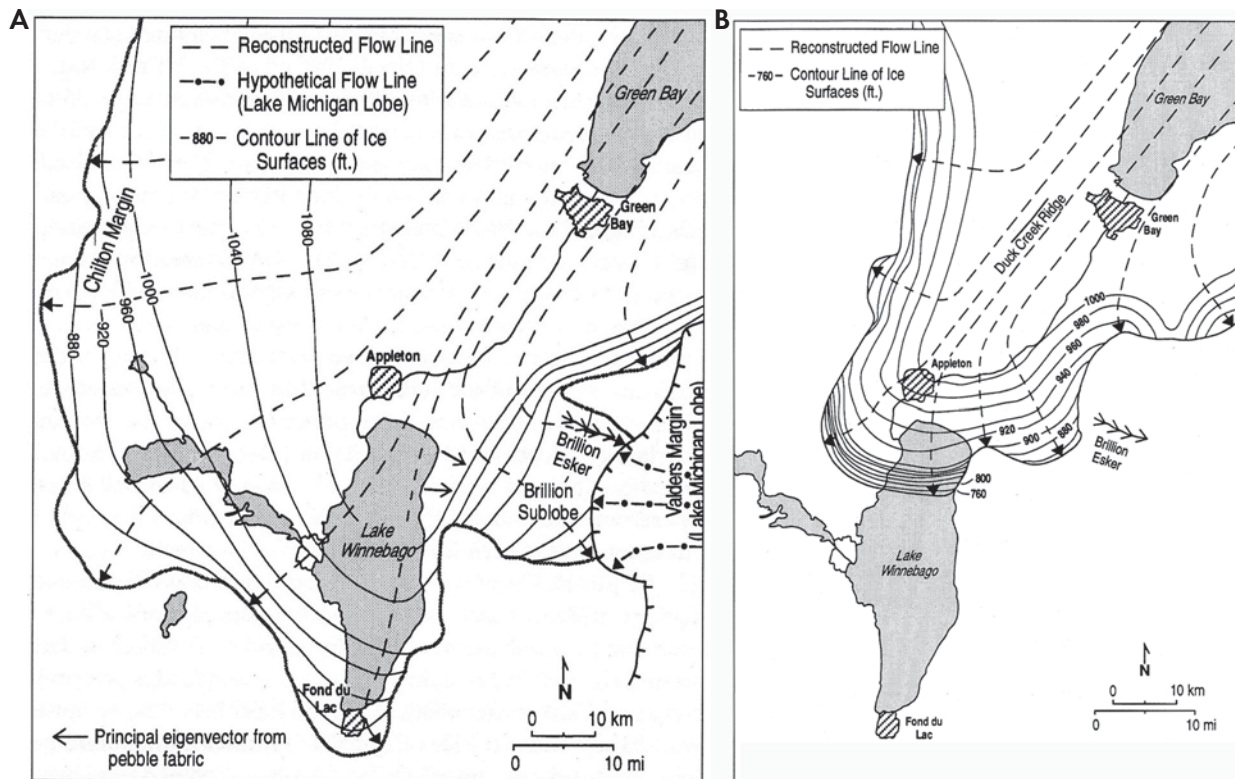 A
Reconstructed Flow Line
Hypothetical Flow Line
(Lake Michigan Lobe)
880
Contour Line of Ice
Surfaces (ft.)
Green Bay
Green
Bay
Chilton Margin
1080
1040
1000
960
920
880
Appleton
Brillion
Esker
Brillion
Sublobe
Valders Margin
(Lake Michigan Lobe)
Lake
Winnebago
Fond du
Lac
N
0
10 km
0
10 mi
Principal eigenvector from
pebble fabric
B
Reconstructed Flow Line
760
Contour Line of Ice
Surfaces (ft.)
Green Bay
Green
Bay
Duck Creek Ridge
1000
980
960
940
Appleton
920
900
880
Brillion
Esker
800
760
Lake
Winnebago
N
0
10 km
0
10 mi
Fond du
Lac